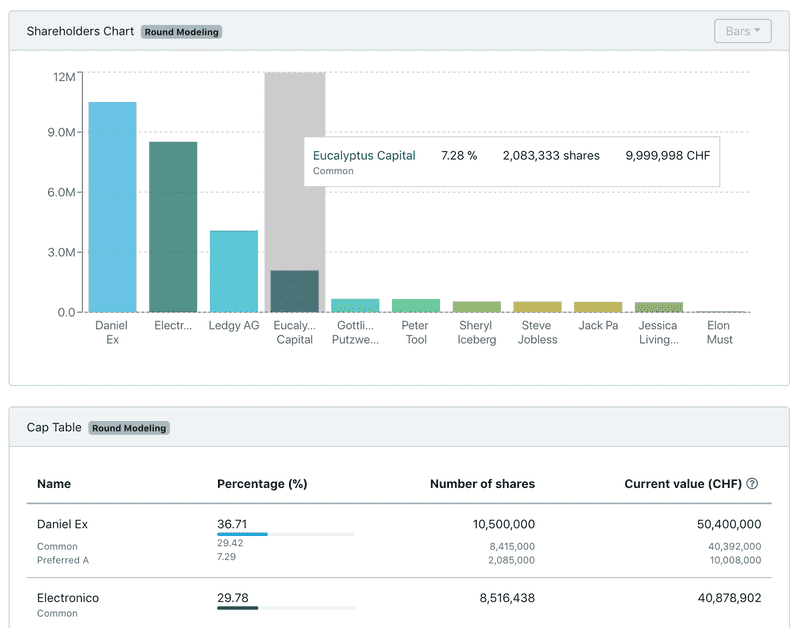 Shareholders Chart Round Modeling Bars
12M
9.0M
6.0M
3.0M
0.0
Eucalyptus Capital 7.28 % 2,083,333 shares 9,999,998 CHF
Common
Daniel Electr... Ledgy AG Eucaly... Gottli... Peter Sheryl Steve Jack Pa Jessica Elon
Ex Capital Putzwe... Tool Iceberg Jobless Living... Must
Cap Table Round Modeling
Name Percentage (%) Number of shares Current value (CHF) ?
Daniel Ex 36.71 10,500,000 50,400,000
Common 29.42 8,415,000 40,392,000
Preferred A 7.29 2,085,000 10,008,000
Electronico 29.78 8,516,438 40,878,902
Common